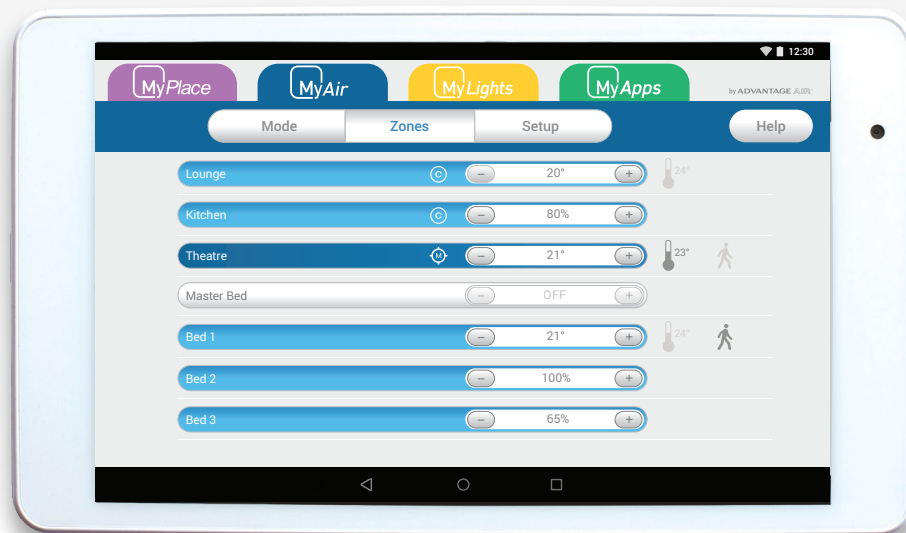 12:30
MyPlace MyAir MyLights MyApps by ADVANTAGE AIR
Mode Zones Setup Help
Lounge C - 20° + 24°
Kitchen C - 80% +
Theatre M - 21° + 23°
Master Bed - OFF +
Bed 1 - 21° + 24°
Bed 2 - 100% +
Bed 3 - 65% +